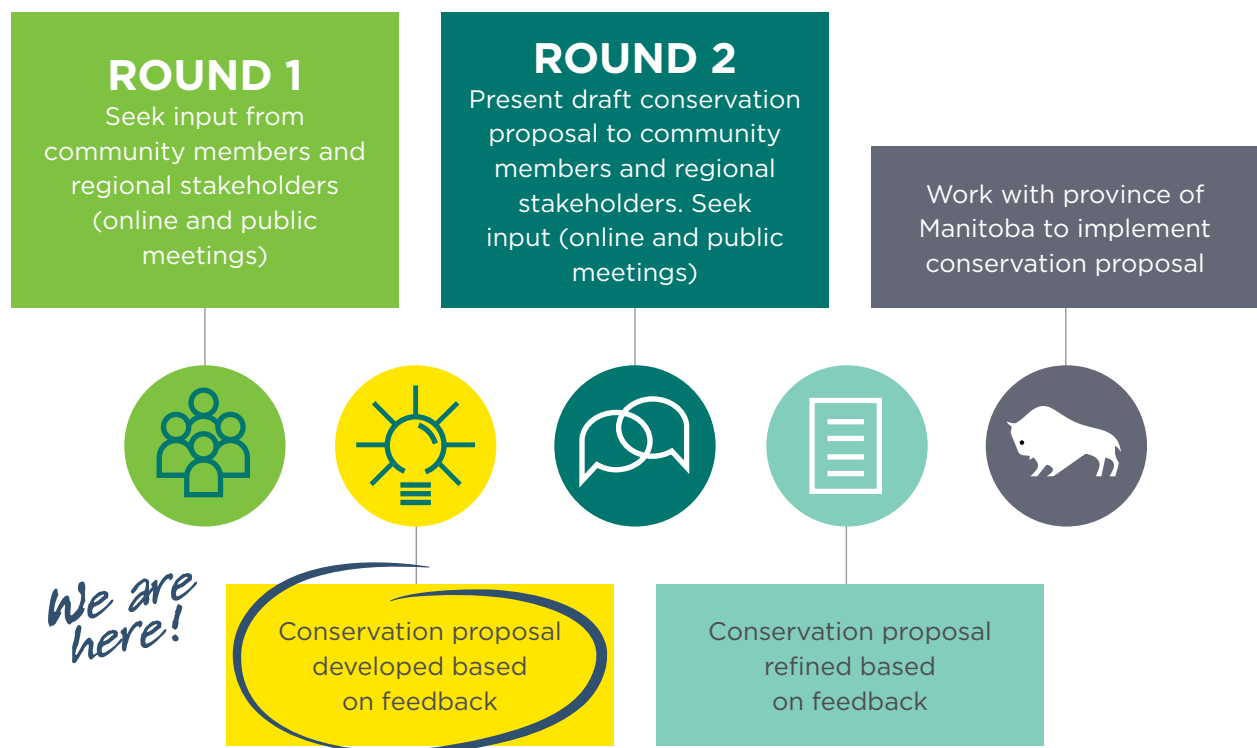 ROUND 1
Seek input from
community members and
regional stakeholders
(online and public
meetings)
ROUND 2
Present draft conservation
proposal to community
members and regional
stakeholders. Seek
input (online and public
meetings)
Work with province of
Manitoba to implement
conservation proposal
We are
here!
Conservation proposal
developed based
on feedback
Conservation proposal
refined based
on feedback